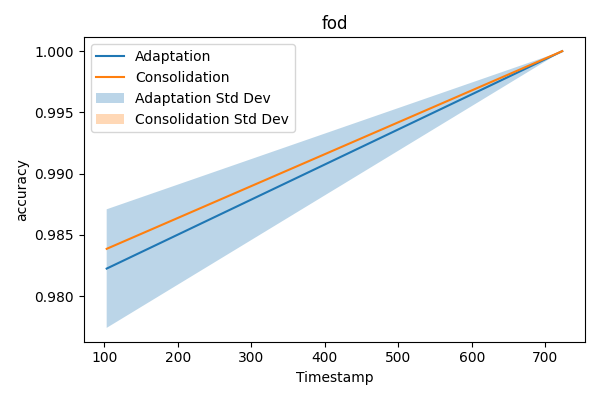 fod
Adaptation
Consolidation
Adaptation Std Dev
Consolidation Std Dev
accuracy
1.000
0.995
0.990
0.985
0.980
100 200 300 400 500 600 700
Timestamp